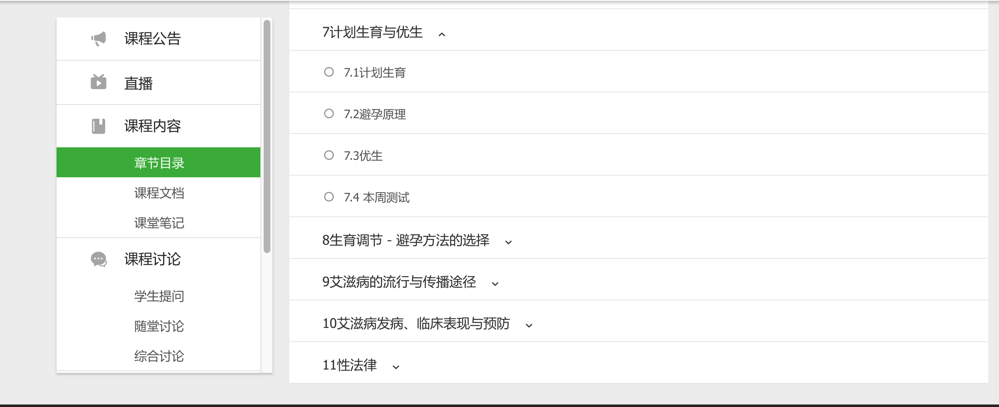 课程公告
直播
课程内容
章节目录
课程文档
课堂笔记
课程讨论
学生提问
随堂讨论
综合讨论
7计划生育与优生
7.1计划生育
7.2避孕原理
7.3优生
7.4 本周测试
8生育调节 - 避孕方法的选择
9艾滋病的流行与传播途径
10艾滋病发病、临床表现与预防
11性法律